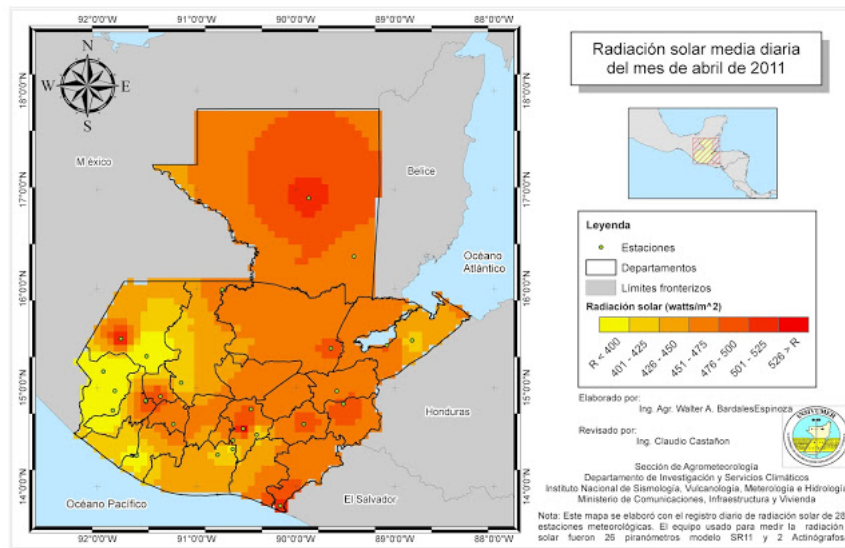 92°0'0"W 91°0'0"W 90°0'0"W 89°0'0"W 88°0'0"W
N
W E
S
18°0'0"N
17°0'0"N
16°0'0"N
15°0'0"N
14°0'0"N
México
Belice
Océano
Atlántico
Honduras
El Salvador
Océano Pacífico
18°0'0"N
17°0'0"N
16°0'0"N
15°0'0"N
14°0'0"N
92°0'0"W 91°0'0"W 90°0'0"W 89°0'0"W 88°0'0"W
Radiación solar media diaria
del mes de abril de 2011
Leyenda
Estaciones
Departamentos
Límites fronterizos
Radiación solar (watts/m^2)
R < 400
401 - 425
426 - 450
451 - 475
476 - 500
501 - 525
526 > R
Elaborado por:
Ing. Agr. Walter A. BardalesEspinoza
Revisado por:
Ing. Claudio Castañon
INSIVUMEH
Sección de Agrometeorología
Departamento de Investigación y Servicios Climáticos
Instituto Nacional de Sismología, Vulcanología, Meterología e Hidrología
Ministerio de Comunicaciones, Infraestructura y Vivienda
Nota: Este mapa se elaboró con el registro diario de radiación solar de 28
estaciones meteorológicas. El equipo usado para medir la radiación
solar fueron 26 piranómetros modelo SR11 y 2 Actinógrafos.